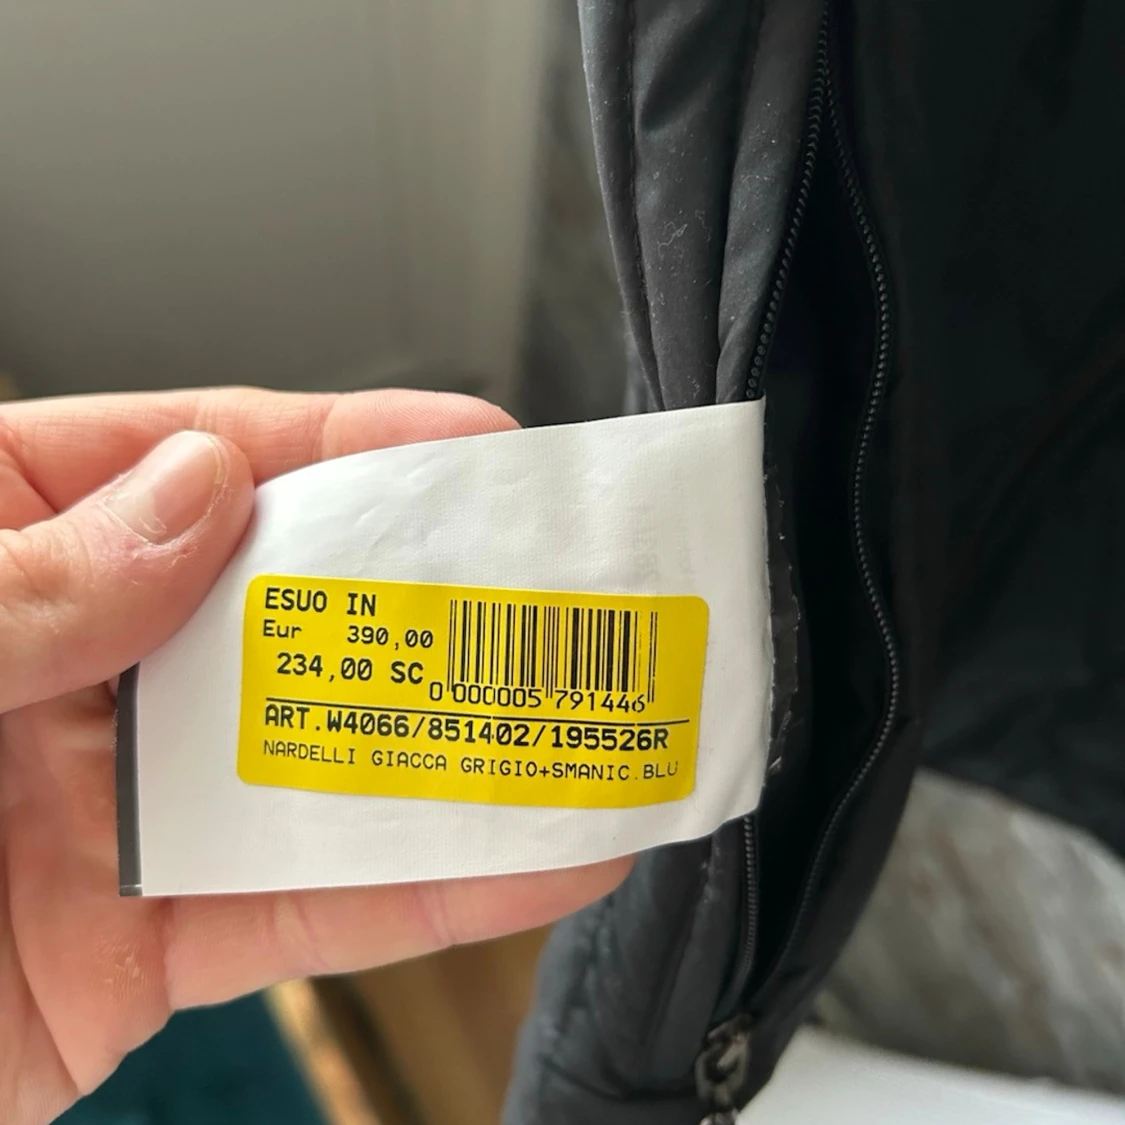 ESUO IN
Eur 390,00
234,00 SC
0 000005 791446
ART.W4066/851402/195526R
NARDELLI GIACCA GRIGIO+SMANIC.BLU